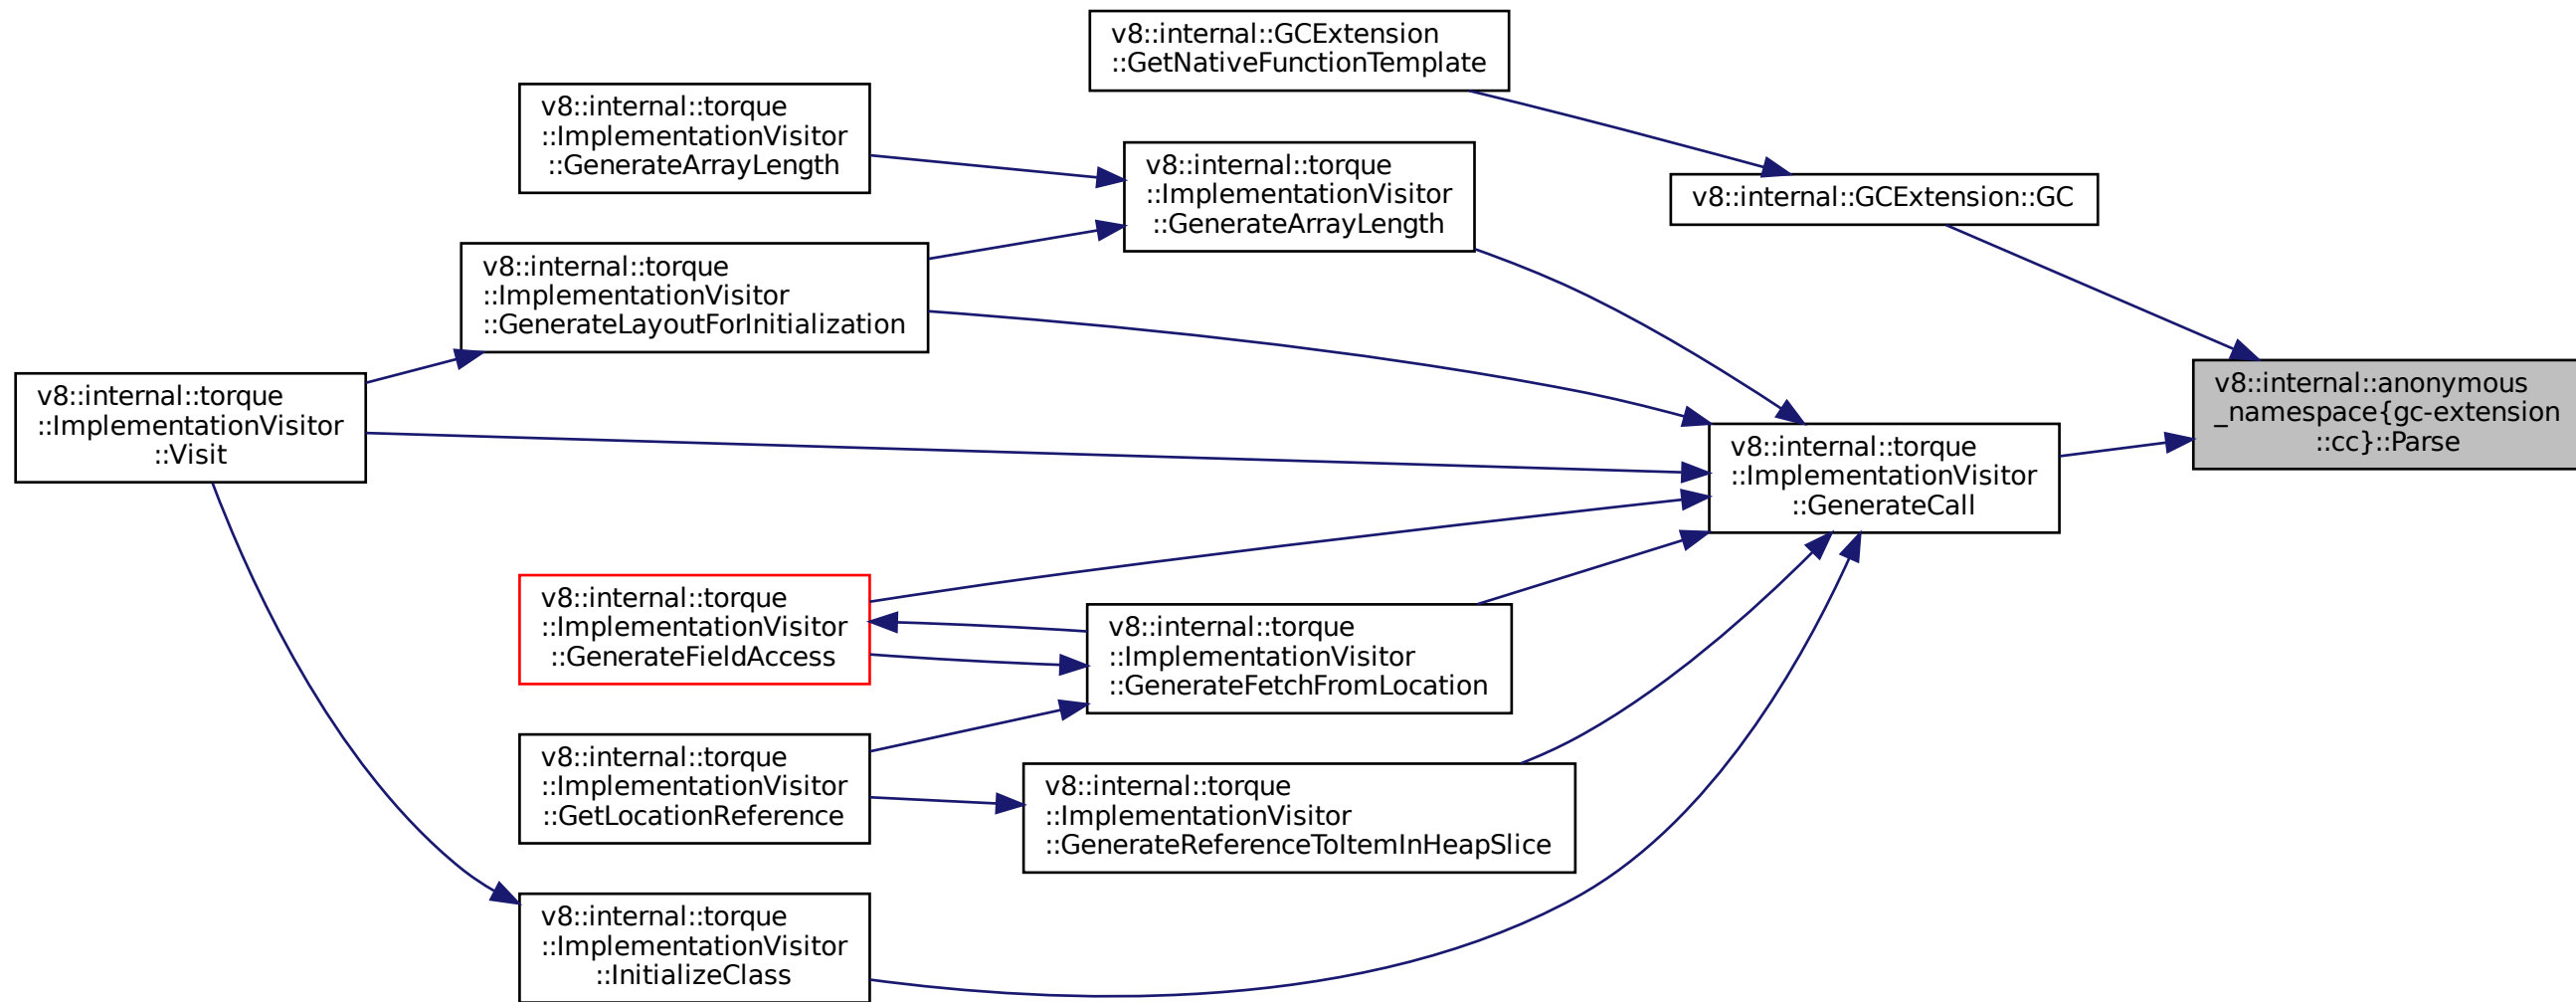 v8::internal::GCExtension
::GetNativeFunctionTemplate
v8::internal::torque
::ImplementationVisitor
::GenerateArrayLength
v8::internal::torque
::ImplementationVisitor
::GenerateArrayLength
v8::internal::GCExtension::GC
v8::internal::torque
::ImplementationVisitor
::GenerateLayoutForInitialization
v8::internal::anonymous
_namespace{gc-extension
::cc}::Parse
v8::internal::torque
::ImplementationVisitor
::Visit
v8::internal::torque
::ImplementationVisitor
::GenerateCall
v8::internal::torque
::ImplementationVisitor
::GenerateFieldAccess
v8::internal::torque
::ImplementationVisitor
::GenerateFetchFromLocation
v8::internal::torque
::ImplementationVisitor
::GetLocationReference
v8::internal::torque
::ImplementationVisitor
::GenerateReferenceToItemInHeapSlice
v8::internal::torque
::ImplementationVisitor
::InitializeClass